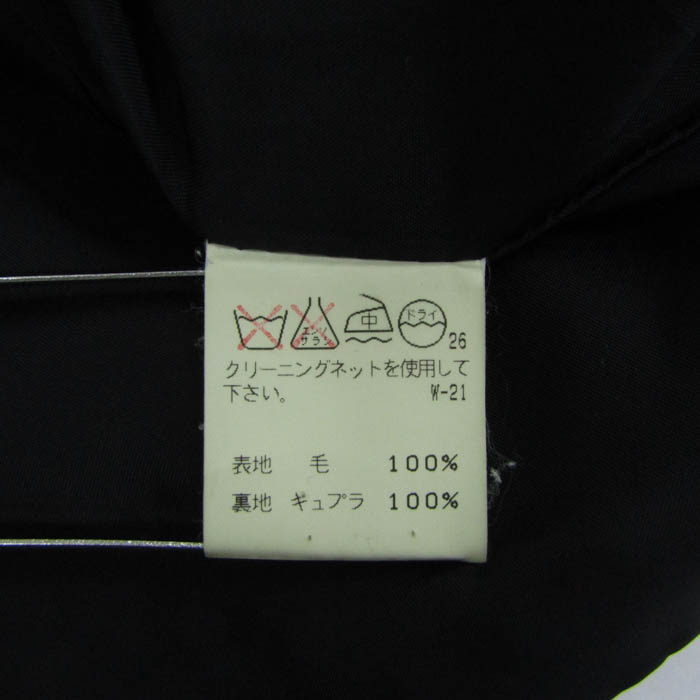 エンソ
サラシ
中
ドライ
26
クリーニングネットを使用して
下さい。 W-21
表地 毛 100%
裏地 キュプラ 100%